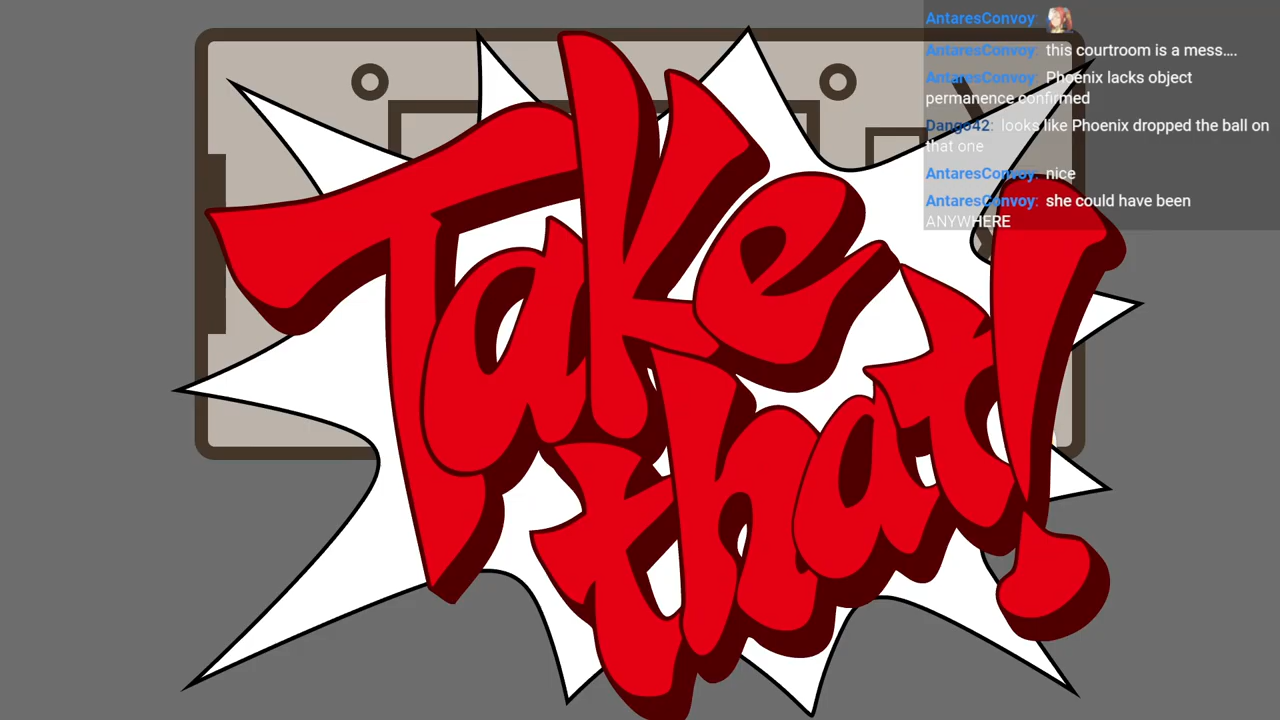 Take
that!
AntaresConvoy:
AntaresConvoy: this courtroom is a mess....
AntaresConvoy: Phoenix lacks object
permanence confirmed
Dango42: looks like Phoenix dropped the ball on
that one
AntaresConvoy: nice
AntaresConvoy: she could have been
ANYWHERE